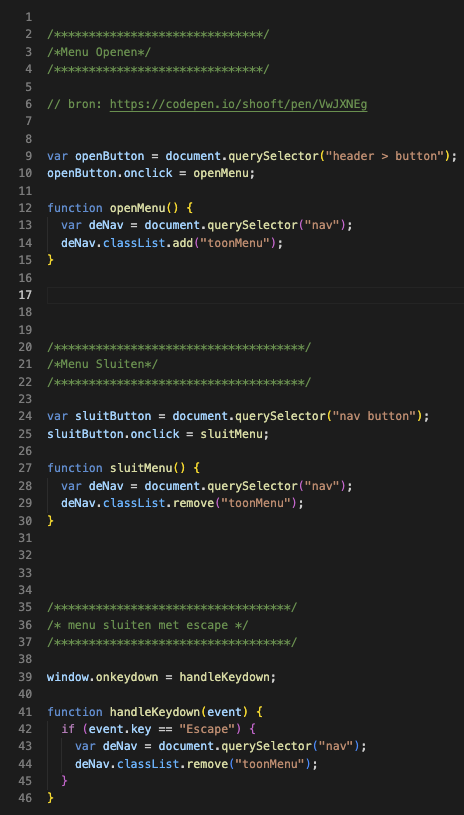 1
2 /******************************/
3 /*Menu Openen*/
4 /******************************/
5
6 // bron: https://codepen.io/shooft/pen/VwJXNEg
7
8
9 var openButton = document.querySelector("header > button");
10 openButton.onclick = openMenu;
11
12 function openMenu() {
13 var deNav = document.querySelector("nav");
14 deNav.classList.add("toonMenu");
15 }
16
17
18
19
20 /************************************/
21 /*Menu Sluiten*/
22 /************************************/
23
24 var sluitButton = document.querySelector("nav button");
25 sluitButton.onclick = sluitMenu;
26
27 function sluitMenu() {
28 var deNav = document.querySelector("nav");
29 deNav.classList.remove("toonMenu");
30 }
31
32
33
34
35 /**********************************/
36 /* menu sluiten met escape */
37 /**********************************/
38
39 window.onkeydown = handleKeydown;
40
41 function handleKeydown(event) {
42 if (event.key == "Escape") {
43 var deNav = document.querySelector("nav");
44 deNav.classList.remove("toonMenu");
45 }
46 }